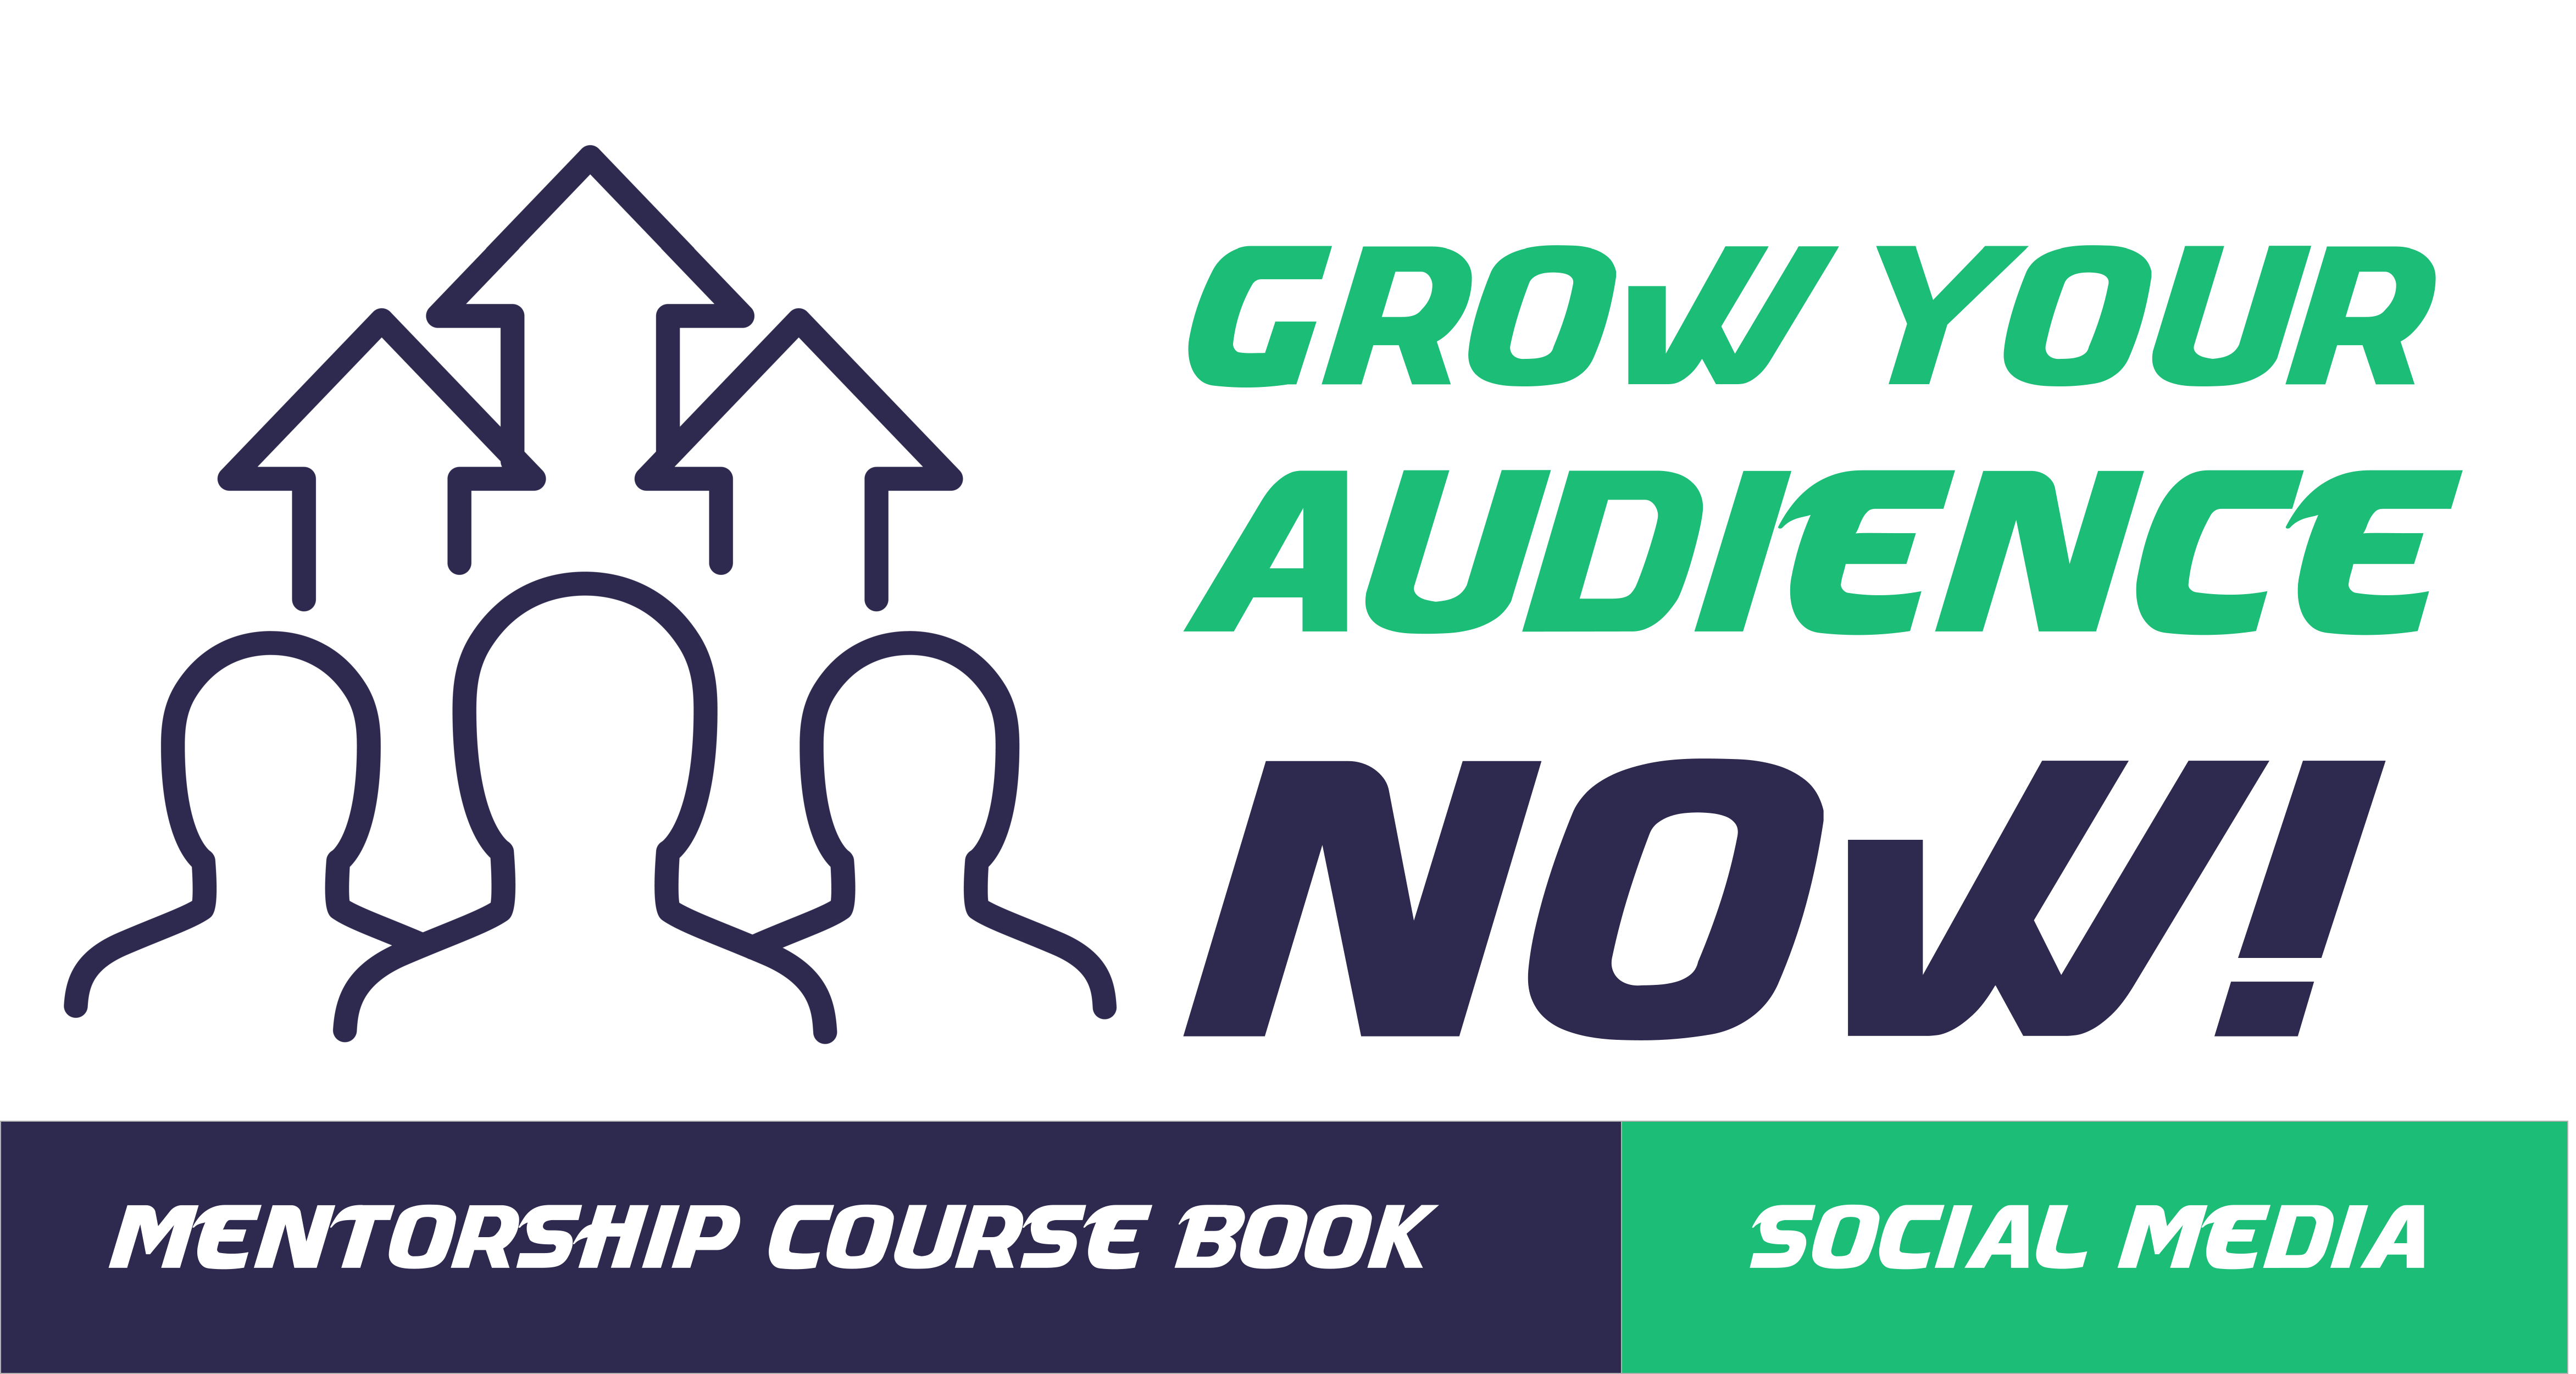 GROW YOUR
AUDIENCE
NOW!
MENTORSHIP COURSE BOOK
SOCIAL MEDIA